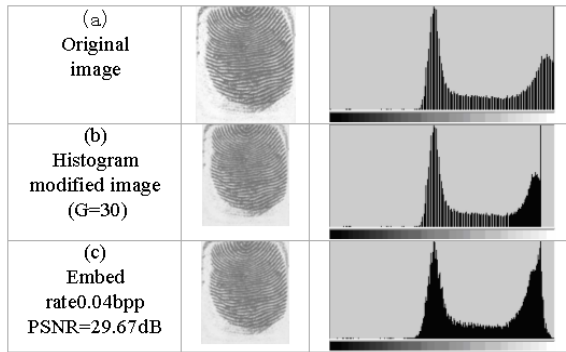 (a)
Original
image
(b)
Histogram
modified image
(G=30)
(c)
Embed
rate0.04bpp
PSNR=29.67dB